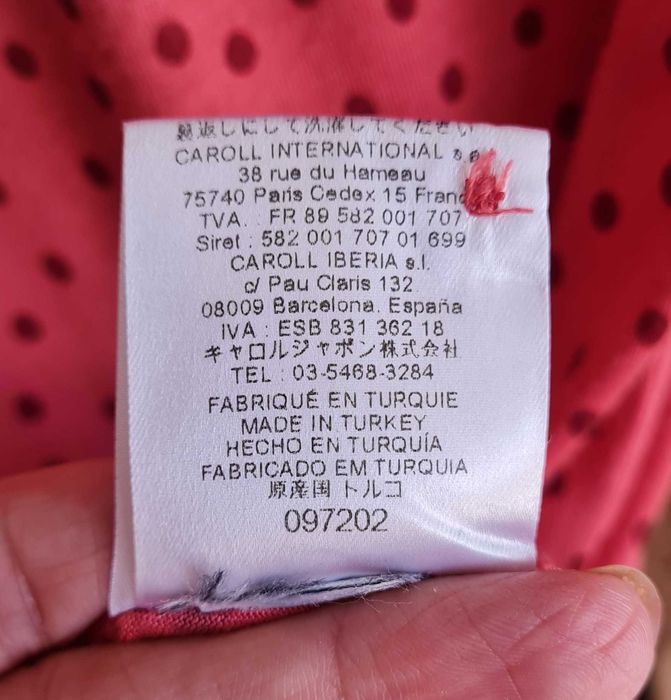 裏返しにして洗濯してください
CAROLL INTERNATIONAL s.a
38 rue du Hameau
75740 Paris Cedex 15
TVA : FR 89 582 001 707
Siret : 582 001 707 01 699
CAROLL IBERIA s.l.
c/ Pau Claris 132
08009 Barcelona. España
IVA : ESB 831 362 18
キャロルジャポン株式会社
TEL : 03-5468-3284
FABRIQUÉ EN TURQUIE
MADE IN TURKEY
HECHO EN TURQUÍA
FABRICADO EM TURQUIA
原産国 トルコ
097202